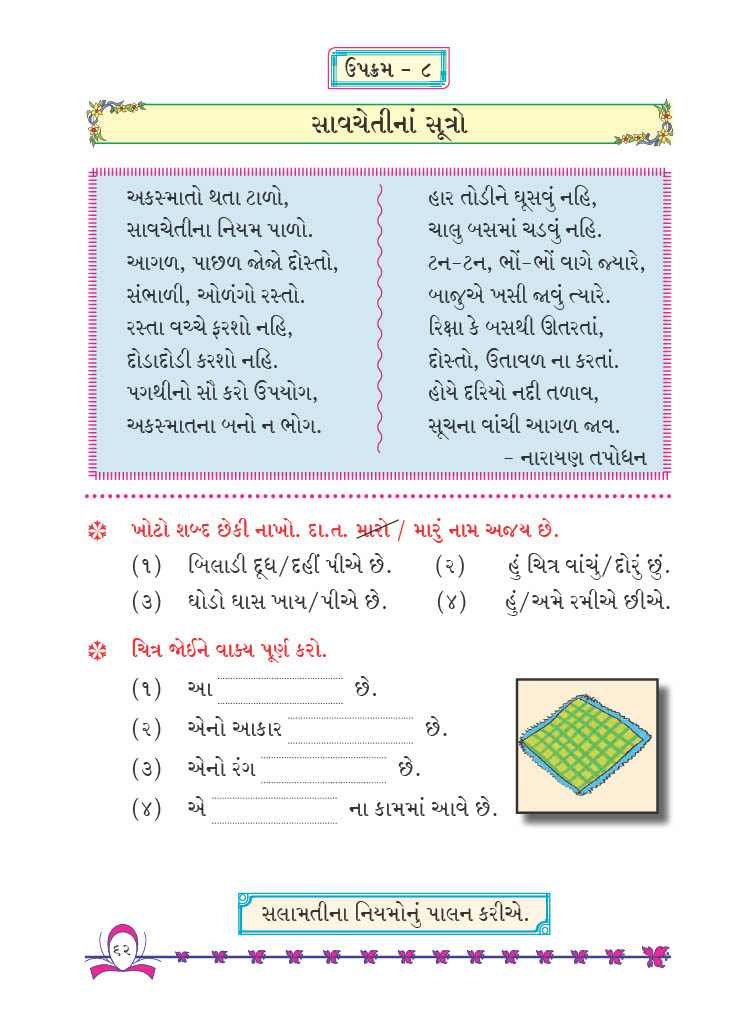 ઉપક્રમ - ૮
સાવચેતીનાં સૂત્રો
અકસ્માતો થતા ટાળો,
સાવચેતીના નિયમ પાળો.
આગળ, પાછળ જોજો દોસ્તો,
સંભાળી, ઓળંગો રસ્તો.
રસ્તા વચ્ચે ફરશો નહિ,
દોડાદોડી કરશો નહિ.
પગથીનો સૌ કરો ઉપયોગ,
અકસ્માતના બનો ન ભોગ.
હાર તોડીને ઘૂસવું નહિ,
ચાલુ બસમાં ચડવું નહિ.
ટન-ટન, ભોં-ભોં વાગે જ્યારે,
બાજુએ ખસી જાવું ત્યારે.
રિક્ષા કે બસથી ઊતરતાં,
દોસ્તો, ઉતાવળ ના કરતાં.
હોયે દરિયો નદી તળાવ,
સૂચના વાંચી આગળ જાવ.
- નારાયણ તપોધન
ખોટો શબ્દ છેકી નાખો. દા.ત. મારો / મારું નામ અજય છે.
(૧) બિલાડી દૂધ/દહીં પીએ છે. (૨) હું ચિત્ર વાંચું/દોરું છું.
(૩) ઘોડો ઘાસ ખાય/પીએ છે. (૪) હું/અમે રમીએ છીએ.
ચિત્ર જોઈને વાક્ય પૂર્ણ કરો.
(૧) આ છે.
(૨) એનો આકાર છે.
(૩) એનો રંગ છે.
(૪) એ ના કામમાં આવે છે.
સલામતીના નિયમોનું પાલન કરીએ.
૬૨